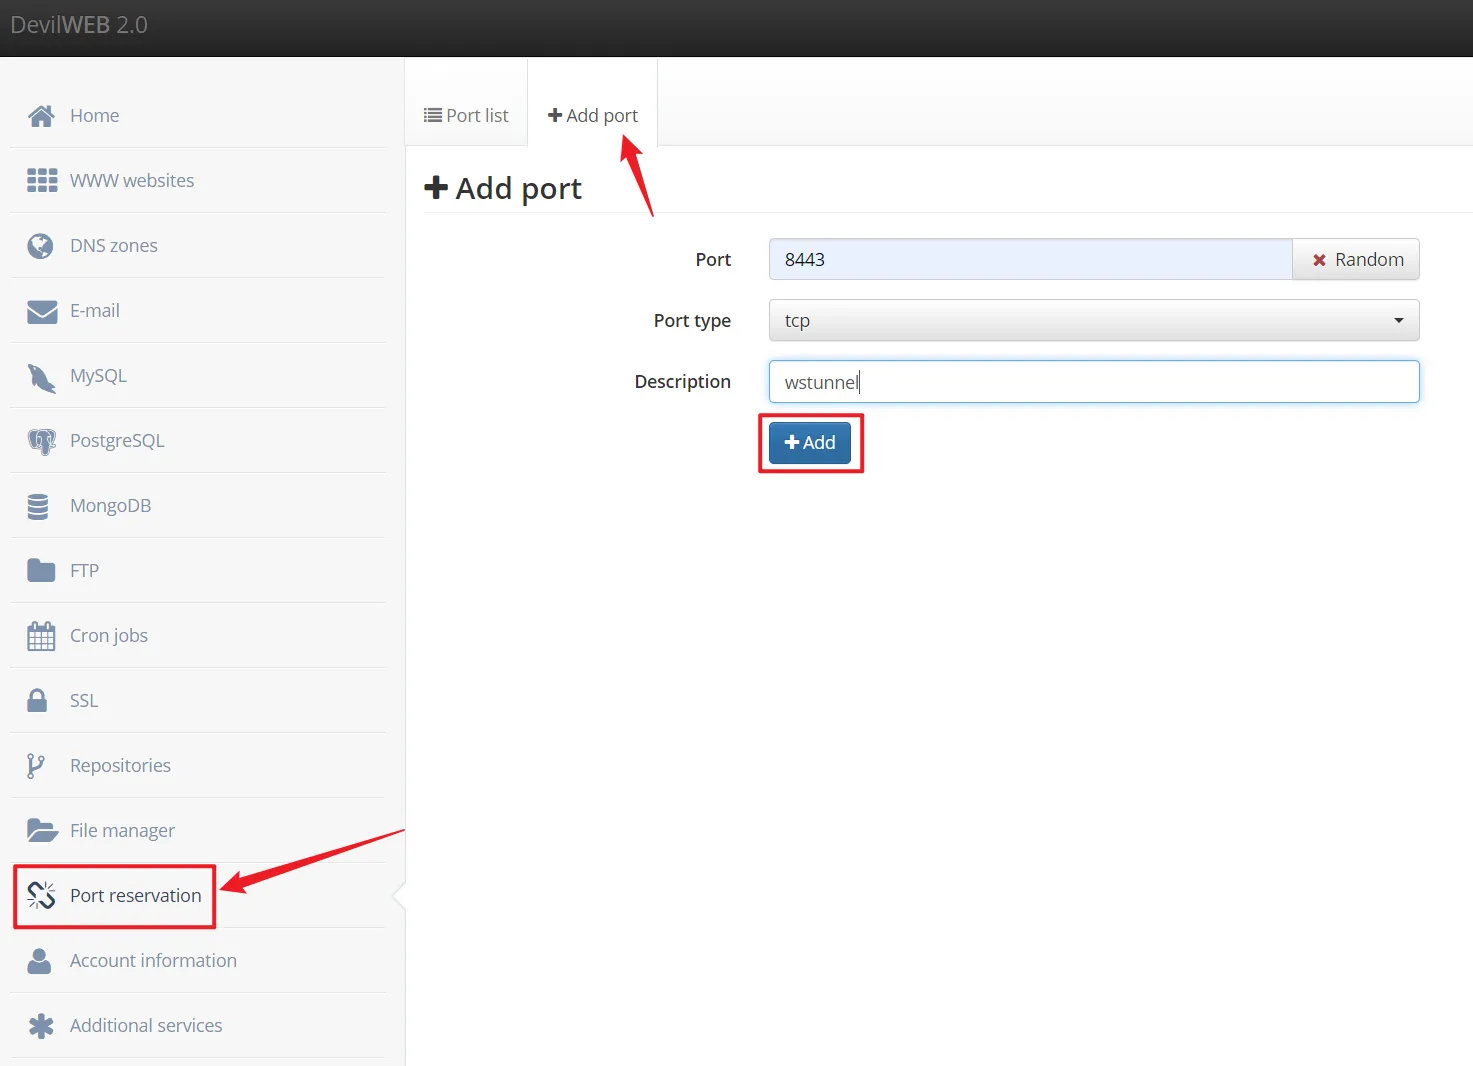 DevilWEB 2.0
Home
WWW websites
DNS zones
E-mail
MySQL
PostgreSQL
MongoDB
FTP
Cron jobs
SSL
Repositories
File manager
Port reservation
Account information
Additional services
Port list
Add port
Add port
Port
8443
Random
Port type
tcp
Description
wstunnel
Add